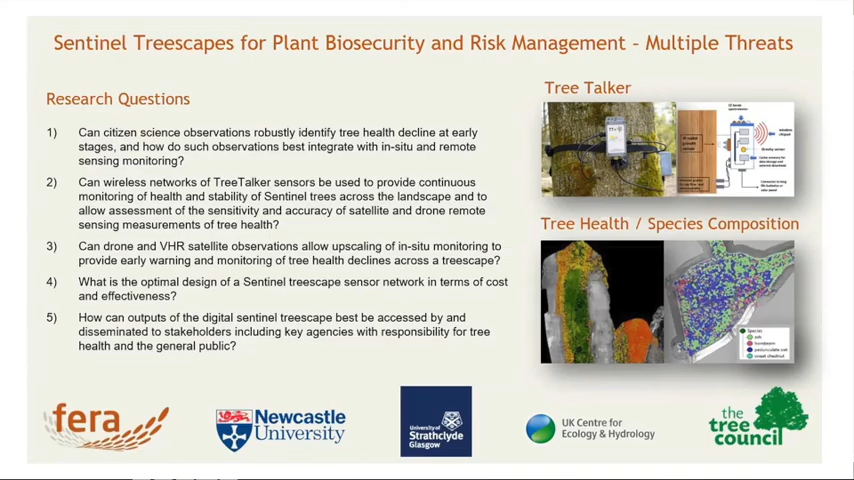 Sentinel Treescapes for Plant Biosecurity and Risk Management – Multiple Threats
Research Questions
1) Can citizen science observations robustly identify tree health decline at early
stages, and how do such observations best integrate with in-situ and remote
sensing monitoring?
2) Can wireless networks of TreeTalker sensors be used to provide continuous
monitoring of health and stability of Sentinel trees across the landscape and to
allow assessment of the sensitivity and accuracy of satellite and drone remote
sensing measurements of tree health?
3) Can drone and VHR satellite observations allow upscaling of in-situ monitoring to
provide early warning and monitoring of tree health declines across a treescape?
4) What is the optimal design of a Sentinel treescape sensor network in terms of cost
and effectiveness?
5) How can outputs of the digital sentinel treescape best be accessed by and
disseminated to stakeholders including key agencies with responsibility for tree
health and the general public?
Tree Talker
Tree Health / Species Composition
Species
ash
hornbeam
pedunculate oak
sweet chestnut
fera
Newcastle
University
University of
Strathclyde
Glasgow
UK Centre for
Ecology & Hydrology
the
tree
council